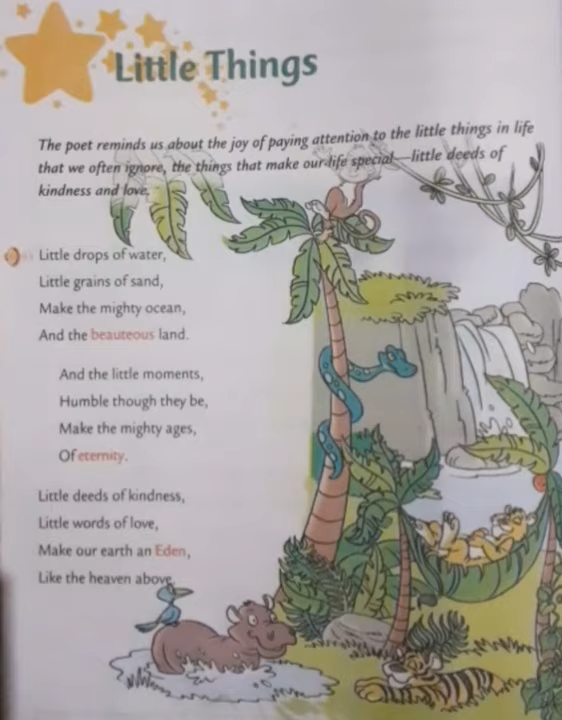 Little Things
The poet reminds us about the joy of paying attention to the little things in life
that we often ignore, the things that make our life special—little deeds of
kindness and love.
Little drops of water,
Little grains of sand,
Make the mighty ocean,
And the beauteous land.
And the little moments,
Humble though they be,
Make the mighty ages,
Of eternity.
Little deeds of kindness,
Little words of love,
Make our earth an Eden,
Like the heaven above.